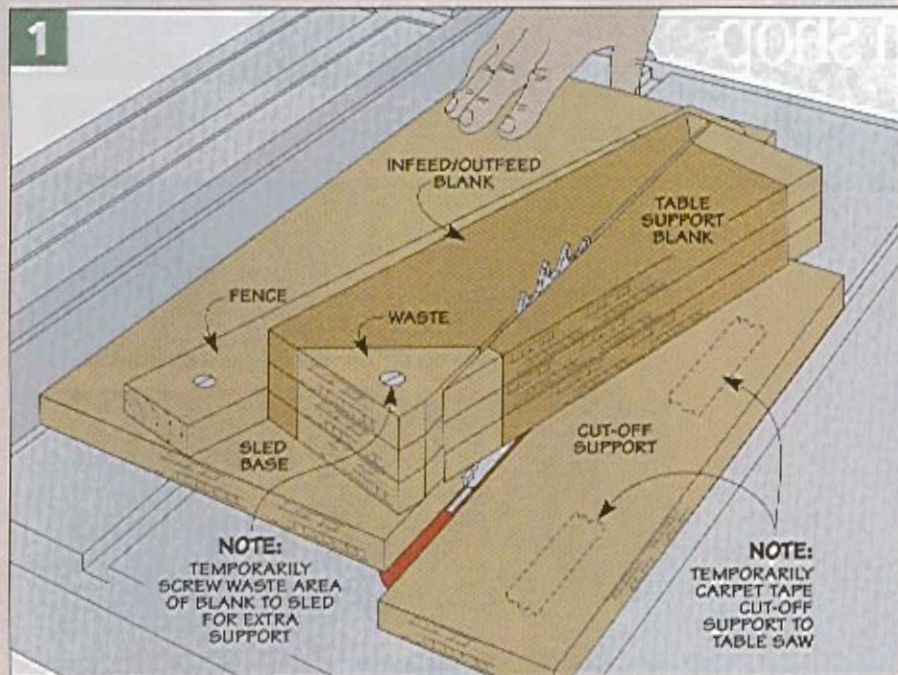 1
INFEED/OUTFEED
BLANK
TABLE
SUPPORT
BLANK
FENCE
WASTE
SLED
BASE
CUT-OFF
SUPPORT
NOTE:
TEMPORARILY
SCREW WASTE AREA
OF BLANK TO SLED
FOR EXTRA
SUPPORT
NOTE:
TEMPORARILY
CARPET TAPE
CUT-OFF
SUPPORT TO
TABLE SAW